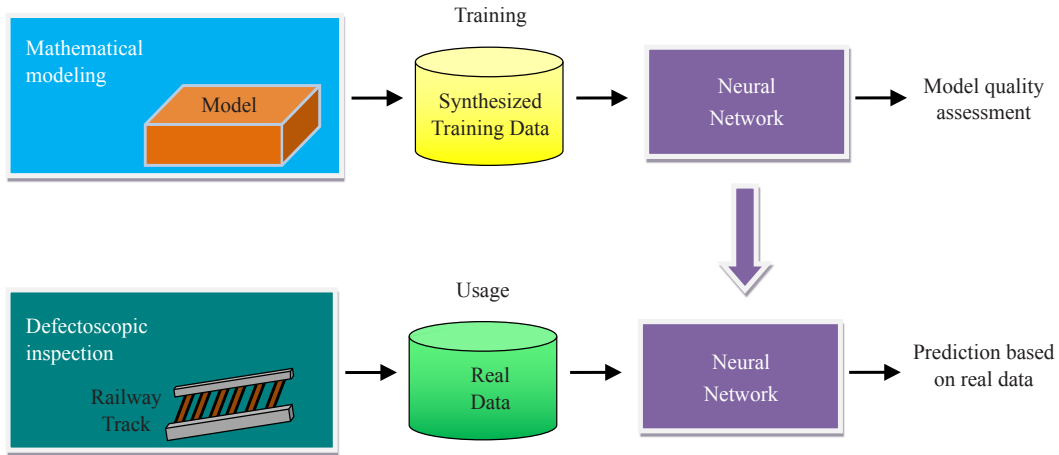 Training
Mathematical
modeling
Model
Synthesized
Training Data
Neural
Network
Model quality
assessment
Usage
Defectoscopic
inspection
Railway
Track
Real
Data
Neural
Network
Prediction based
on real data